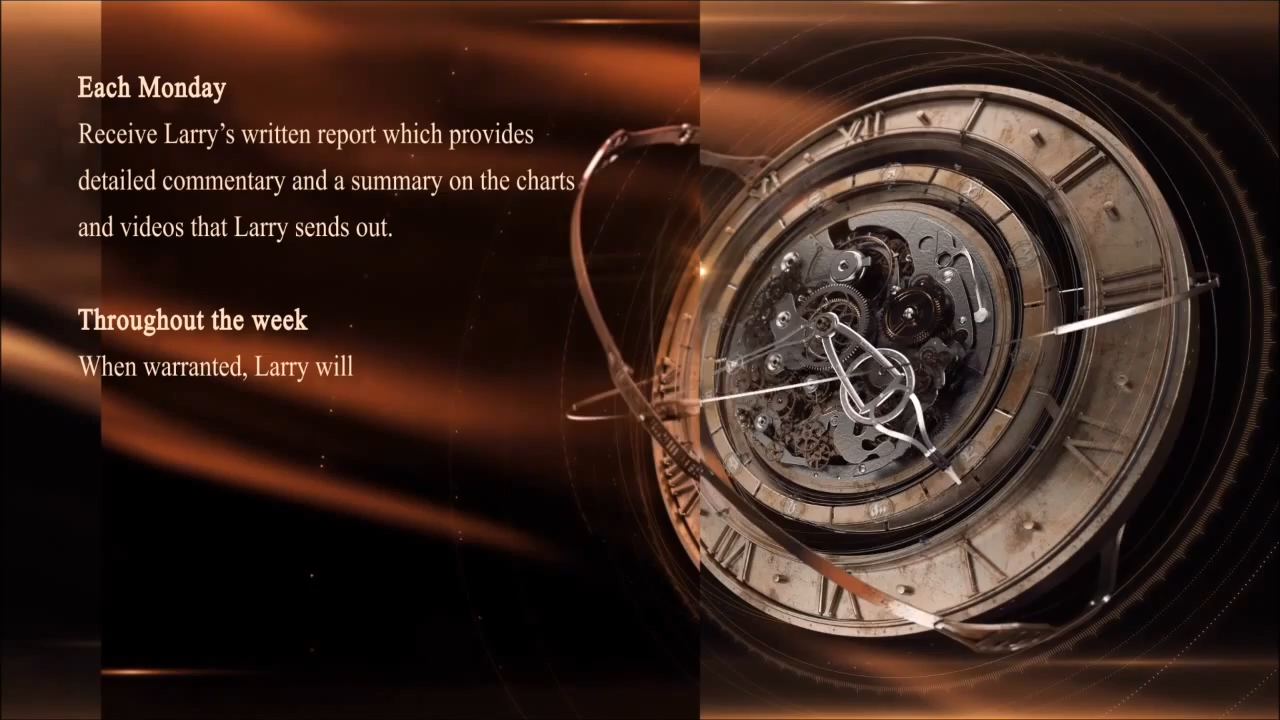 Each Monday
Receive Larry’s written report which provides
detailed commentary and a summary on the charts
and videos that Larry sends out.
Throughout the week
When warranted, Larry will